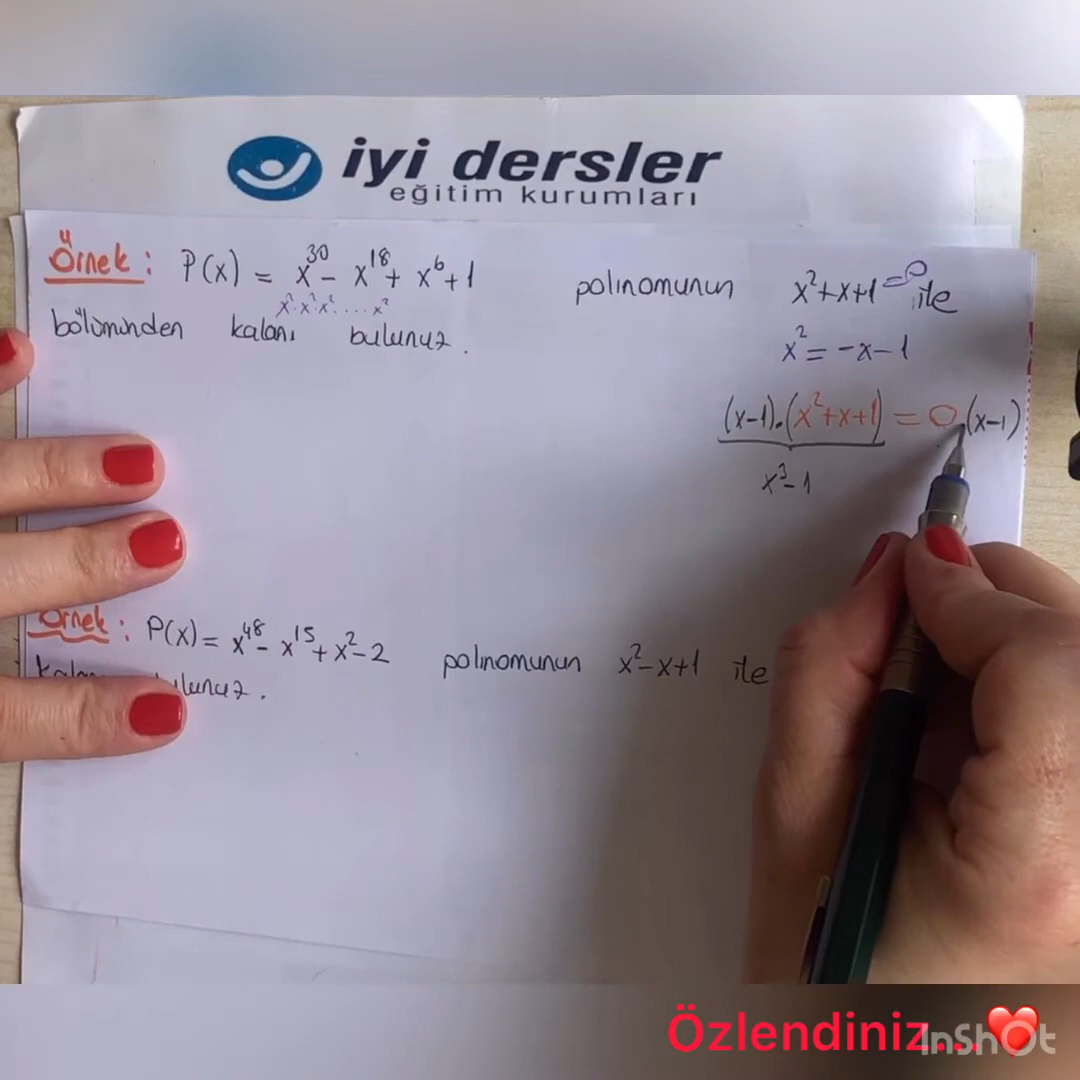 iyi dersler
eğitim kurumları
Örnek : P(x) = x³⁰ - x¹⁸ + x⁶ + 1 polinomunun x²+x+1 = 0 ile
x²·x²·x²·....x²
bölümünden kalanı bulunuz.
x² = -x-1
(x-1).(x²+x+1) = 0.(x-1)
x³-1
Örnek : P(x) = x⁴⁸ - x¹⁵ + x² - 2 polinomunun x²-x+1 ile
Özlendiniz...❤️
InShOt